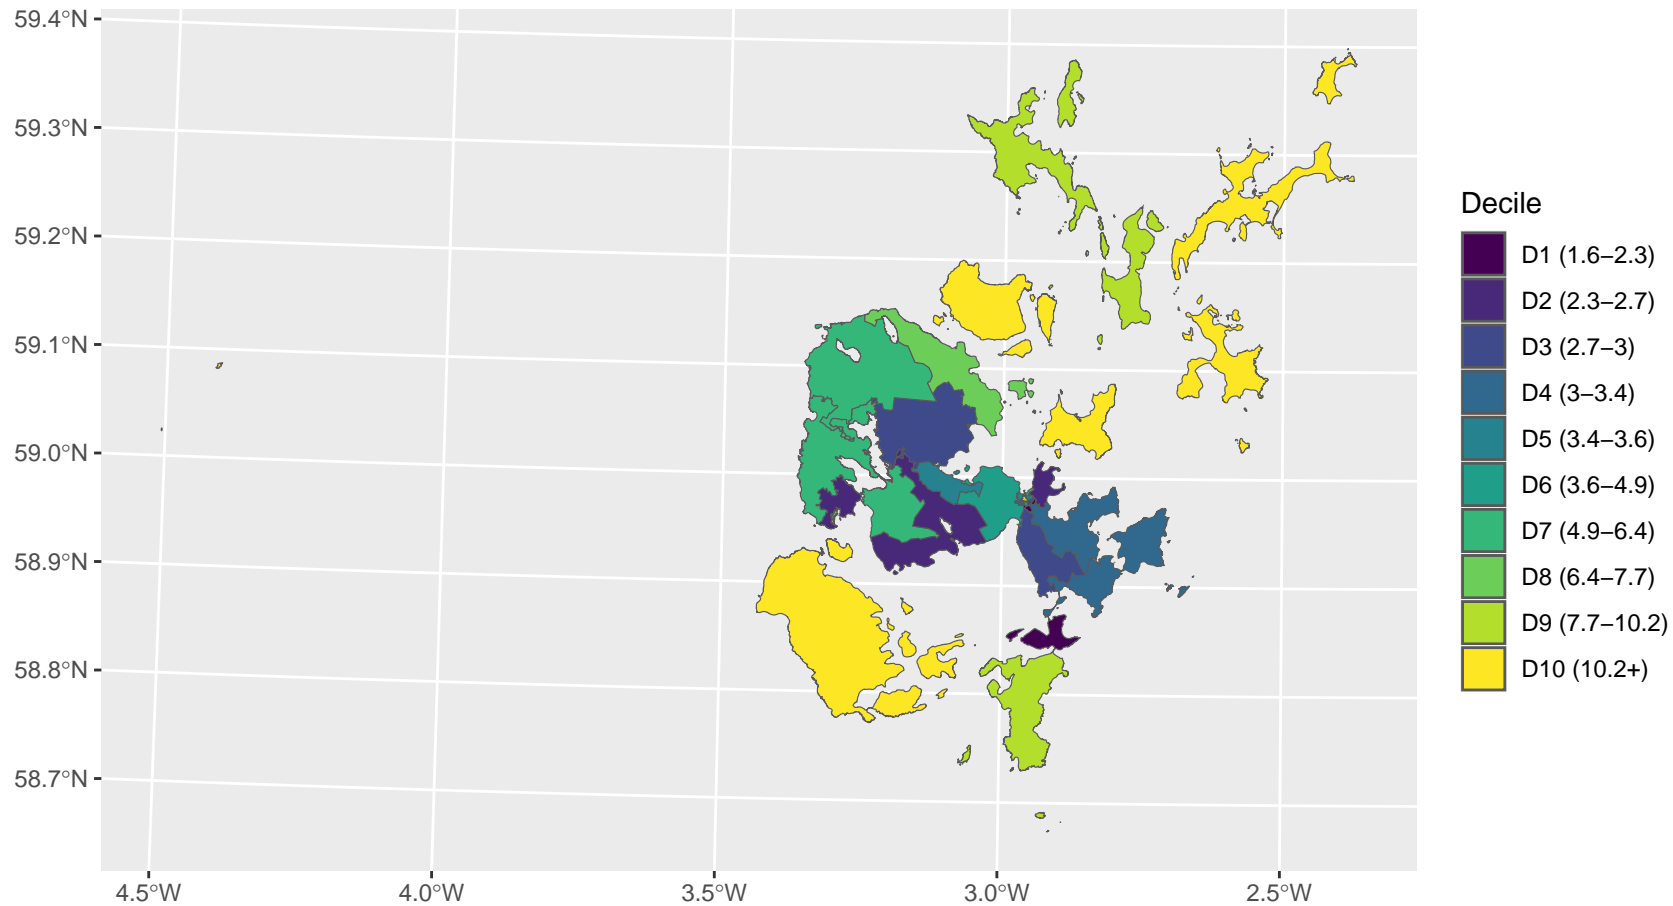 59.4°N
59.3°N
59.2°N
59.1°N
59.0°N
58.9°N
58.8°N
58.7°N
4.5°W
4.0°W
3.5°W
3.0°W
2.5°W
Decile
D1 (1.6–2.3)
D2 (2.3–2.7)
D3 (2.7–3)
D4 (3–3.4)
D5 (3.4–3.6)
D6 (3.6–4.9)
D7 (4.9–6.4)
D8 (6.4–7.7)
D9 (7.7–10.2)
D10 (10.2+)